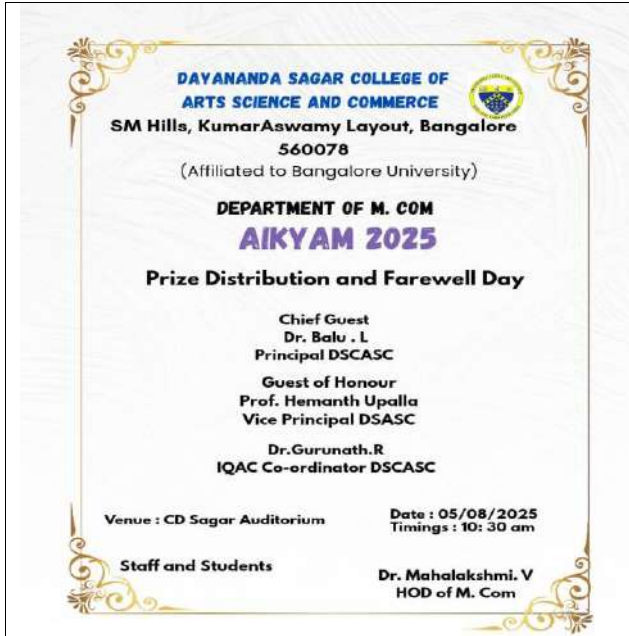 DAYANANDA SAGAR COLLEGE OF
ARTS SCIENCE AND COMMERCE
SM Hills, KumarAswamy Layout, Bangalore
560078
(Affiliated to Bangalore University)
DEPARTMENT OF M. COM
AIKYAM 2025
Prize Distribution and Farewell Day
Chief Guest
Dr. Balu . L
Principal DSCASC
Guest of Honour
Prof. Hemanth Upalla
Vice Principal DSASC
Dr.Gurunath.R
IQAC Co-ordinator DSCASC
Venue : CD Sagar Auditorium
Date : 05/08/2025
Timings : 10: 30 am
Staff and Students
Dr. Mahalakshmi. V
HOD of M. Com